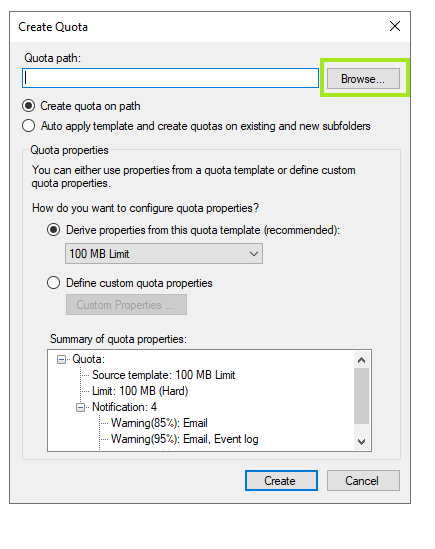 Create Quota
Quota path:
Browse...
Create quota on path
Auto apply template and create quotas on existing and new subfolders
Quota properties
You can either use properties from a quota template or define custom
quota properties.
How do you want to configure quota properties?
Derive properties from this quota template (recommended):
100 MB Limit
Define custom quota properties
Custom Properties ...
Summary of quota properties:
Quota:
Source template: 100 MB Limit
Limit: 100 MB (Hard)
Notification: 4
Warning(85%): Email
Warning(95%): Email, Event log
Create
Cancel